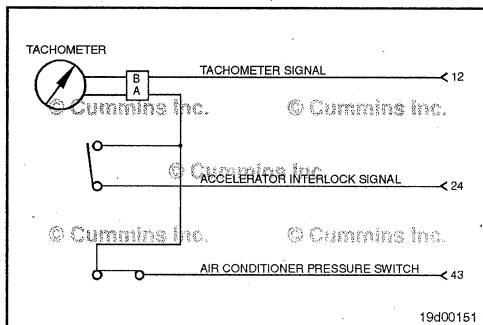 TACHOMETER
B
A
TACHOMETER SIGNAL
12
© Cummins Inc.
© Cummins Inc.
© Cummins Inc.
ACCELERATOR INTERLOCK SIGNAL
24
© Cummins Inc.
© Cummins Inc.
AIR CONDITIONER PRESSURE SWITCH
43
19d00151